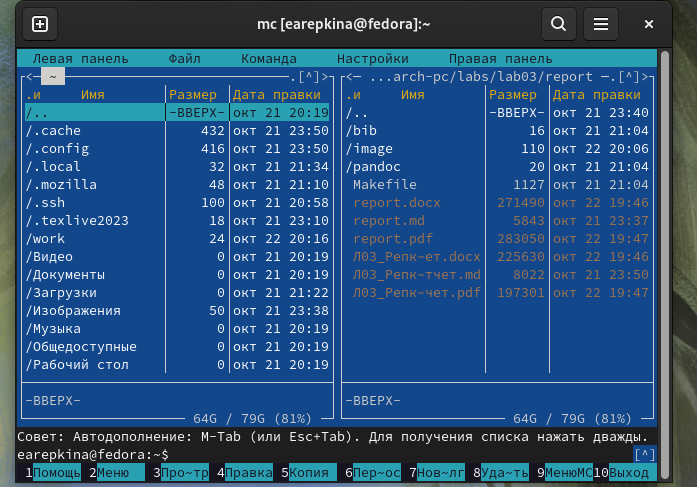 mc [earepkina@fedora]:~
Левая панель Файл Команда Настройки Правая панель
<─ ~ .[^]>
.и Имя Размер Дата правки
/.. -ВВЕРХ- окт 21 20:19
/.cache 432 окт 21 23:50
/.config 416 окт 21 23:50
/.local 32 окт 21 21:34
/.mozilla 48 окт 21 21:10
/.ssh 100 окт 21 20:58
/.texlive2023 18 окт 21 23:10
/work 24 окт 22 20:16
/Видео 0 окт 21 20:19
/Документы 0 окт 21 20:19
/Загрузки 0 окт 21 21:22
/Изображения 50 окт 21 23:38
/Музыка 0 окт 21 20:19
/Общедоступные 0 окт 21 20:19
/Рабочий стол 0 окт 21 20:19
-ВВЕРХ-
64G / 79G (81%)
<─ ...arch-pc/labs/lab03/report ─.[^]>
.и Имя Размер Дата правки
/.. -ВВЕРХ- окт 21 23:40
/bib 16 окт 21 21:04
/image 110 окт 22 20:06
/pandoc 20 окт 21 21:04
Makefile 1127 окт 21 21:04
report.docx 271490 окт 22 19:46
report.md 5843 окт 21 23:37
report.pdf 283050 окт 22 19:47
Л03_Репк~ет.docx 225630 окт 22 19:46
Л03_Репк~тчет.md 8022 окт 21 23:50
Л03_Репк~чет.pdf 197301 окт 22 19:47
-ВВЕРХ-
64G / 79G (81%)
Совет: Автодополнение: M-Tab (или Esc+Tab). Для получения списка нажать дважды.
earepkina@fedora:~$ [^]
1Помощь 2Меню 3Про~тр 4Правка 5Копия 6Пер~ос 7Нов~лг 8Уда~ть 9МенюMC 10Выход